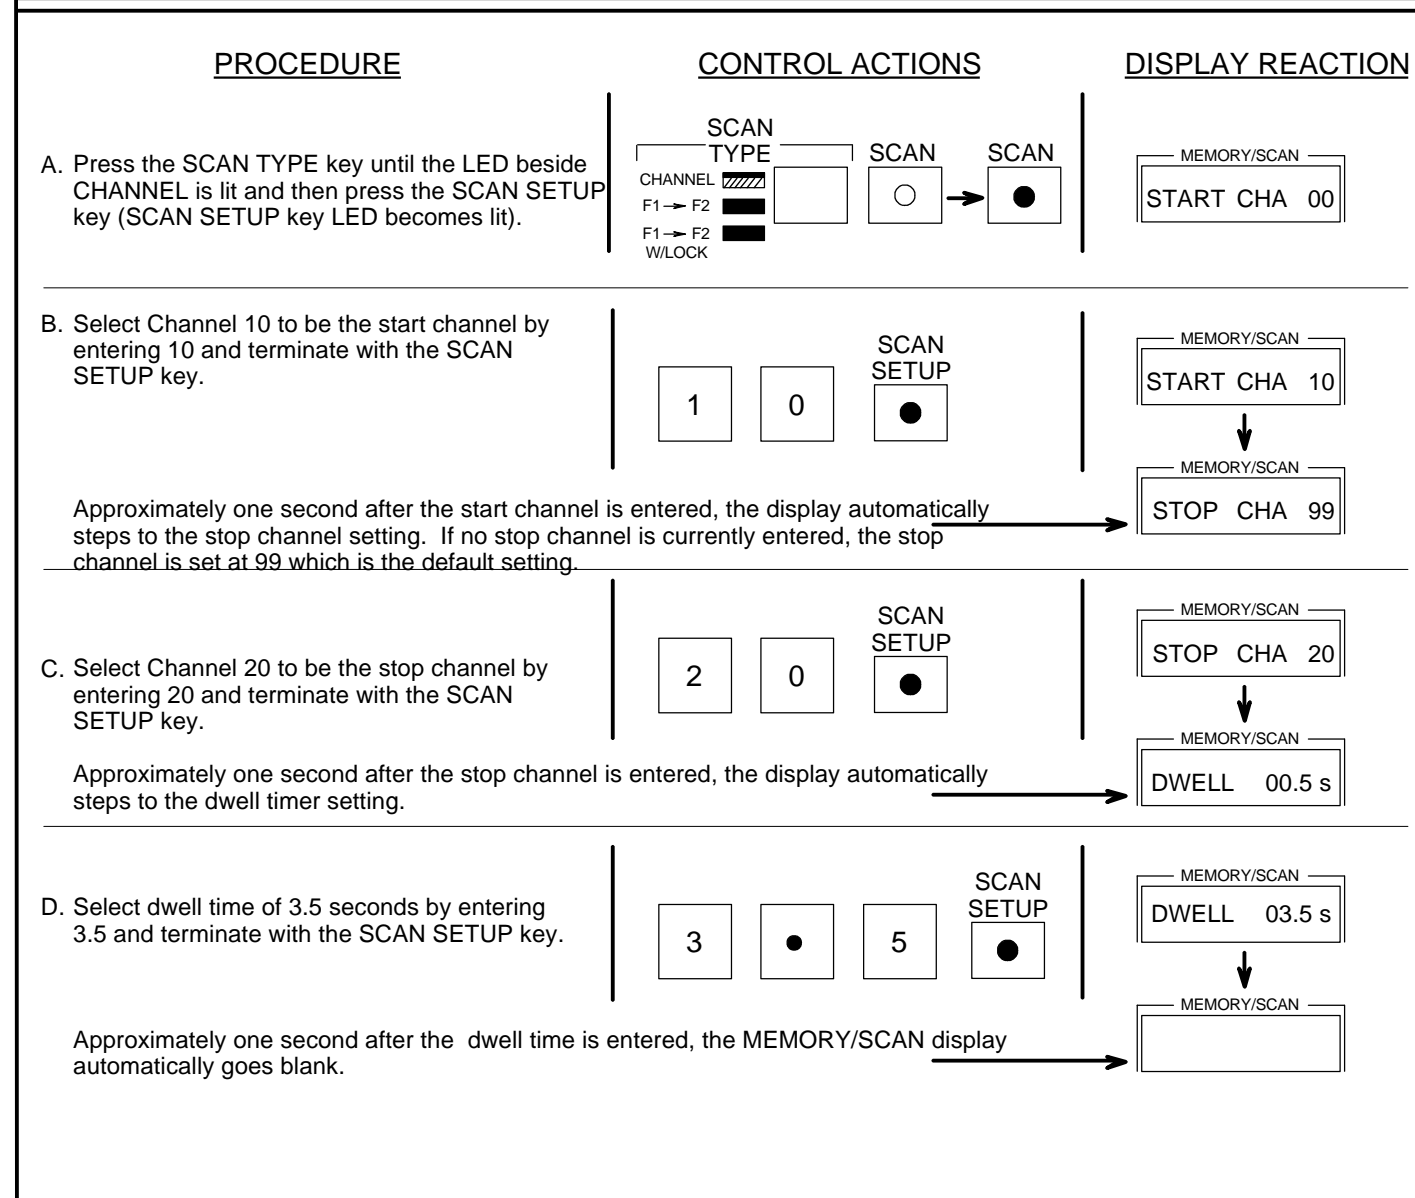 PROCEDURE
CONTROL ACTIONS
DISPLAY REACTION
A. Press the SCAN TYPE key until the LED beside
CHANNEL is lit and then press the SCAN SETUP
key (SCAN SETUP key LED becomes lit).
SCAN
TYPE
CHANNEL
F1 → F2
F1 → F2
W/LOCK
SCAN
SCAN
MEMORY/SCAN
START CHA 00
B. Select Channel 10 to be the start channel by
entering 10 and terminate with the SCAN
SETUP key.
1
0
SCAN
SETUP
MEMORY/SCAN
START CHA 10
Approximately one second after the start channel is entered, the display automatically
steps to the stop channel setting. If no stop channel is currently entered, the stop
channel is set at 99 which is the default setting.
MEMORY/SCAN
STOP CHA 99
C. Select Channel 20 to be the stop channel by
entering 20 and terminate with the SCAN
SETUP key.
2
0
SCAN
SETUP
MEMORY/SCAN
STOP CHA 20
Approximately one second after the stop channel is entered, the display automatically
steps to the dwell timer setting.
MEMORY/SCAN
DWELL 00.5 s
D. Select dwell time of 3.5 seconds by entering
3.5 and terminate with the SCAN SETUP key.
3
●
5
SCAN
SETUP
MEMORY/SCAN
DWELL 03.5 s
Approximately one second after the dwell time is entered, the MEMORY/SCAN display
automatically goes blank.
MEMORY/SCAN